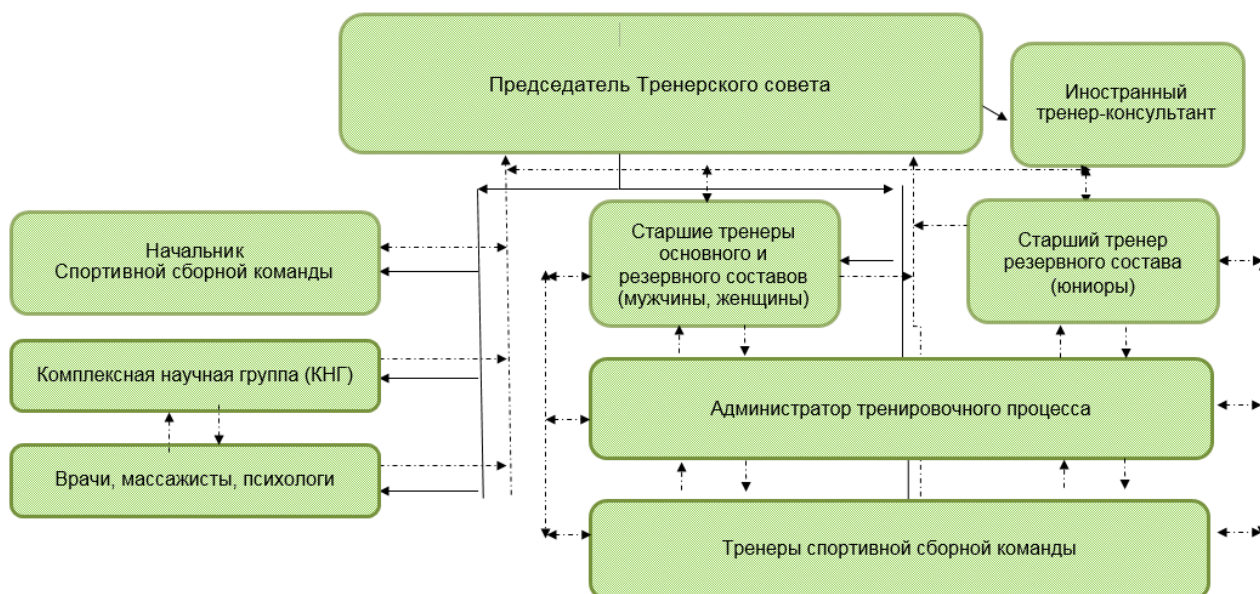 Председатель Тренерского совета
Иностранный
тренер-консультант
Начальник
Спортивной сборной команды
Старшие тренеры
основного и
резервного составов
(мужчины, женщины)
Старший тренер
резервного состава
(юниоры)
Комплексная научная группа (КНГ)
Администратор тренировочного процесса
Врачи, массажисты, психологи
Тренеры спортивной сборной команды